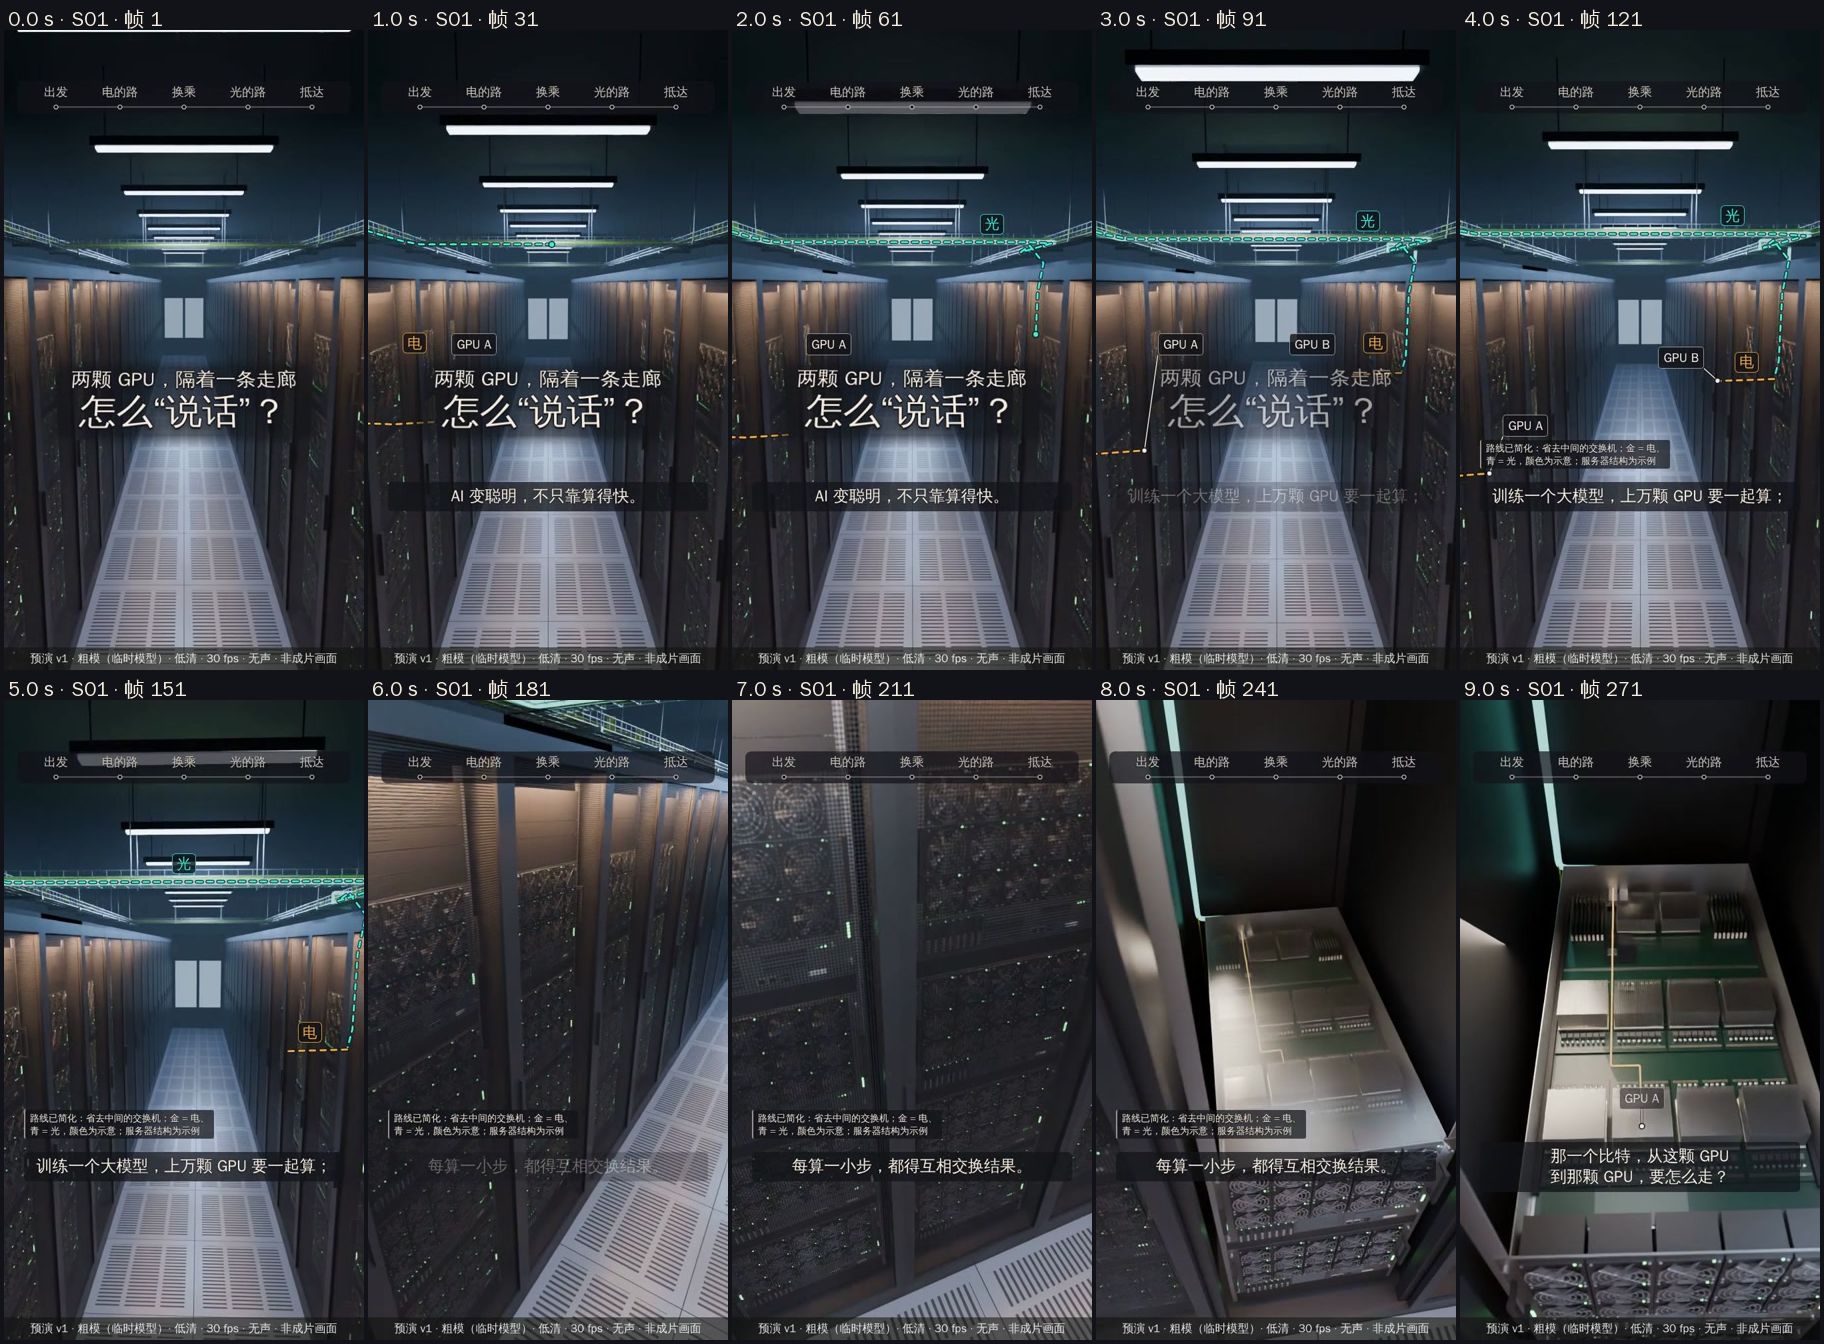 0.0 s · S01 · 帧 1
出发 电的路 换乘 光的路 抵达
两颗 GPU，隔着一条走廊
怎么“说话”？
预演 v1 · 粗模（临时模型）· 低清 · 30 fps · 无声 · 非成片画面
1.0 s · S01 · 帧 31
出发 电的路 换乘 光的路 抵达
电
GPU A
两颗 GPU，隔着一条走廊
怎么“说话”？
AI 变聪明，不只靠算得快。
预演 v1 · 粗模（临时模型）· 低清 · 30 fps · 无声 · 非成片画面
2.0 s · S01 · 帧 61
出发 电的路 换乘 光的路 抵达
光
GPU A
两颗 GPU，隔着一条走廊
怎么“说话”？
AI 变聪明，不只靠算得快。
预演 v1 · 粗模（临时模型）· 低清 · 30 fps · 无声 · 非成片画面
3.0 s · S01 · 帧 91
出发 电的路 换乘 光的路 抵达
光
GPU A
GPU B
电
两颗 GPU，隔着一条走廊
怎么“说话”？
训练一个大模型，上万颗 GPU 要一起算；
预演 v1 · 粗模（临时模型）· 低清 · 30 fps · 无声 · 非成片画面
4.0 s · S01 · 帧 121
出发 电的路 换乘 光的路 抵达
光
GPU B
电
GPU A
路线已简化：省去中间的交换机；金 = 电、
青 = 光，颜色为示意；服务器结构为示例
训练一个大模型，上万颗 GPU 要一起算；
预演 v1 · 粗模（临时模型）· 低清 · 30 fps · 无声 · 非成片画面
5.0 s · S01 · 帧 151
出发 电的路 换乘 光的路 抵达
光
电
路线已简化：省去中间的交换机；金 = 电、
青 = 光，颜色为示意；服务器结构为示例
训练一个大模型，上万颗 GPU 要一起算；
预演 v1 · 粗模（临时模型）· 低清 · 30 fps · 无声 · 非成片画面
6.0 s · S01 · 帧 181
出发 电的路 换乘 光的路 抵达
路线已简化：省去中间的交换机；金 = 电、
青 = 光，颜色为示意；服务器结构为示例
每算一小步，都得互相交换结果。
预演 v1 · 粗模（临时模型）· 低清 · 30 fps · 无声 · 非成片画面
7.0 s · S01 · 帧 211
出发 电的路 换乘 光的路 抵达
路线已简化：省去中间的交换机；金 = 电、
青 = 光，颜色为示意；服务器结构为示例
每算一小步，都得互相交换结果。
预演 v1 · 粗模（临时模型）· 低清 · 30 fps · 无声 · 非成片画面
8.0 s · S01 · 帧 241
出发 电的路 换乘 光的路 抵达
路线已简化：省去中间的交换机；金 = 电、
青 = 光，颜色为示意；服务器结构为示例
每算一小步，都得互相交换结果。
预演 v1 · 粗模（临时模型）· 低清 · 30 fps · 无声 · 非成片画面
9.0 s · S01 · 帧 271
出发 电的路 换乘 光的路 抵达
GPU A
那一个比特，从这颗 GPU
到那颗 GPU，要怎么走？
预演 v1 · 粗模（临时模型）· 低清 · 30 fps · 无声 · 非成片画面